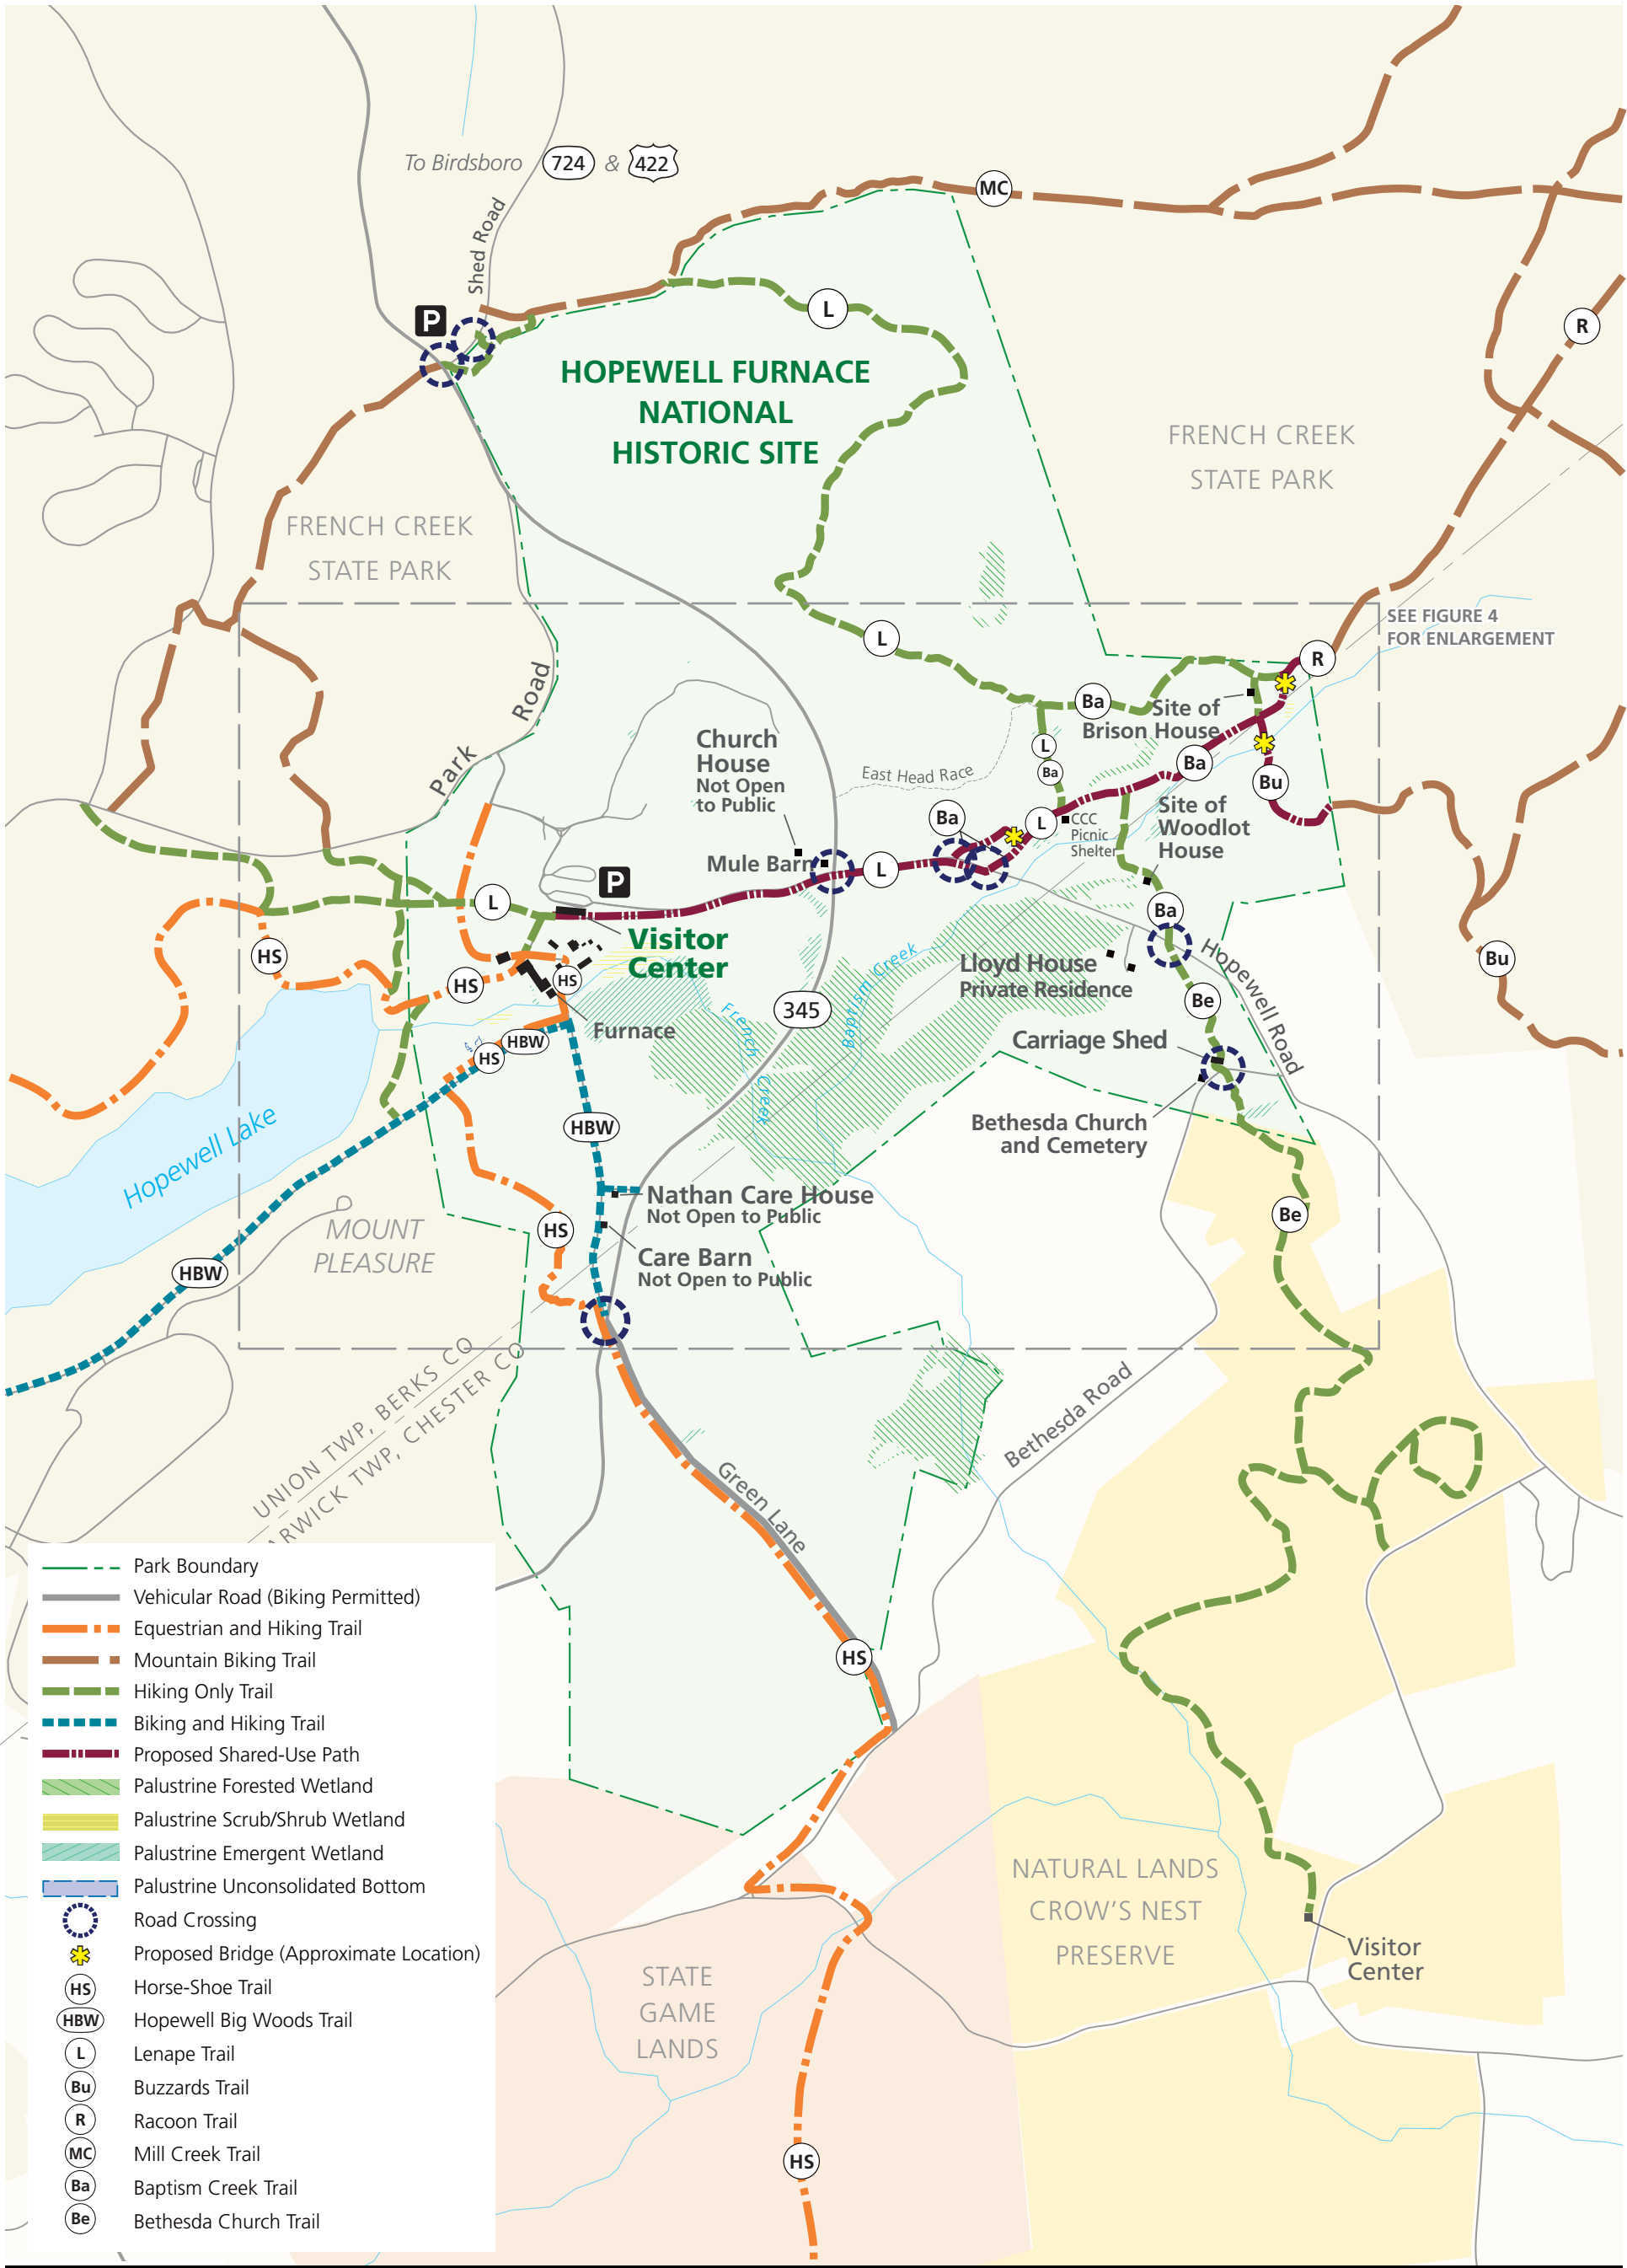 To Birdsboro 724 & 422
MC
Shed Road
P
L
R
HOPEWELL FURNACE
NATIONAL
HISTORIC SITE
FRENCH CREEK
STATE PARK
FRENCH CREEK
STATE PARK
SEE FIGURE 4
FOR ENLARGEMENT
L
R
Park Road
Ba
Site of
Brison House
Church
House
Not Open
to Public
L
Ba
East Head Race
Ba
Bu
Ba
L
CCC
Picnic
Shelter
Site of
Woodlot
House
Mule Barn
L
P
L
Ba
Visitor
Center
HS
HS
HS
Lloyd House
Private Residence
Hopewell Road
Bu
Be
345
Baptism Creek
French Creek
Furnace
HBW
HS
Carriage Shed
HBW
Bethesda Church
and Cemetery
Hopewell Lake
Nathan Care House
Not Open to Public
Be
HS
MOUNT
PLEASURE
Care Barn
Not Open to Public
HBW
UNION TWP, BERKS CO
ARWICK TWP, CHESTER CO
Bethesda Road
Green Lane
HS
Park Boundary
Vehicular Road (Biking Permitted)
Equestrian and Hiking Trail
Mountain Biking Trail
Hiking Only Trail
Biking and Hiking Trail
Proposed Shared-Use Path
Palustrine Forested Wetland
Palustrine Scrub/Shrub Wetland
Palustrine Emergent Wetland
Palustrine Unconsolidated Bottom
Road Crossing
Proposed Bridge (Approximate Location)
HS Horse-Shoe Trail
HBW Hopewell Big Woods Trail
L Lenape Trail
Bu Buzzards Trail
R Racoon Trail
MC Mill Creek Trail
Ba Baptism Creek Trail
Be Bethesda Church Trail
NATURAL LANDS
CROW'S NEST
PRESERVE
Visitor
Center
STATE
GAME
LANDS
HS